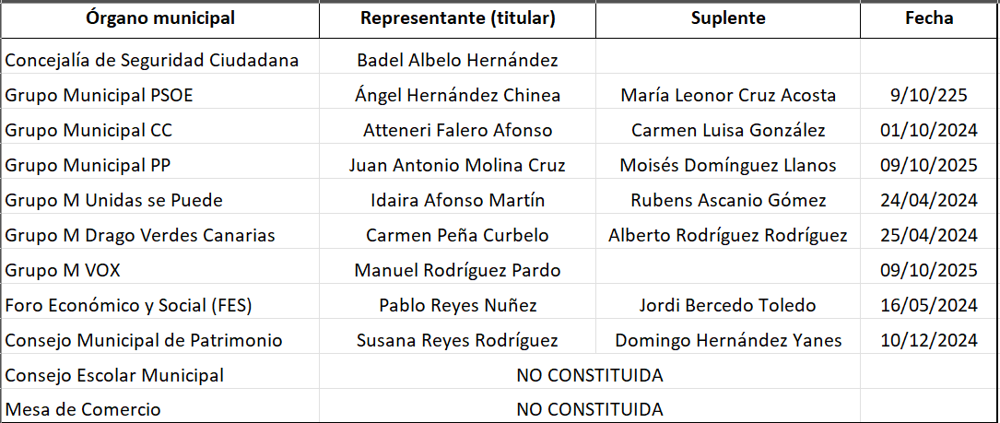 Órgano municipal Representante (titular) Suplente Fecha
Concejalía de Seguridad Ciudadana Badel Albelo Hernández
Grupo Municipal PSOE Ángel Hernández Chinea María Leonor Cruz Acosta 9/10/225
Grupo Municipal CC Atteneri Falero Afonso Carmen Luisa González 01/10/2024
Grupo Municipal PP Juan Antonio Molina Cruz Moisés Domínguez Llanos 09/10/2025
Grupo M Unidas se Puede Idaira Afonso Martín Rubens Ascanio Gómez 24/04/2024
Grupo M Drago Verdes Canarias Carmen Peña Curbelo Alberto Rodríguez Rodríguez 25/04/2024
Grupo M VOX Manuel Rodríguez Pardo 09/10/2025
Foro Económico y Social (FES) Pablo Reyes Nuñez Jordi Bercedo Toledo 16/05/2024
Consejo Municipal de Patrimonio Susana Reyes Rodríguez Domingo Hernández Yanes 10/12/2024
Consejo Escolar Municipal NO CONSTITUIDA
Mesa de Comercio NO CONSTITUIDA